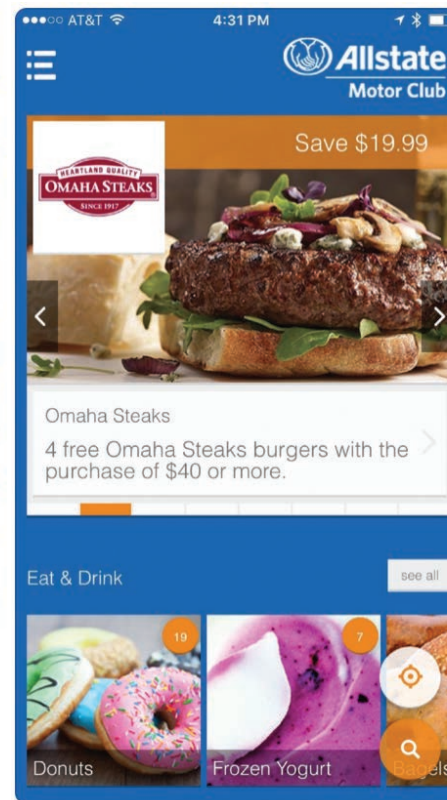 AT&T
4:31 PM
Allstate
Motor Club
Save $19.99
HEARTLAND QUALITY
OMAHA STEAKS
SINCE 1917
Omaha Steaks
4 free Omaha Steaks burgers with the
purchase of $40 or more.
Eat & Drink
see all
19
7
Donuts
Frozen Yogurt
Bagels